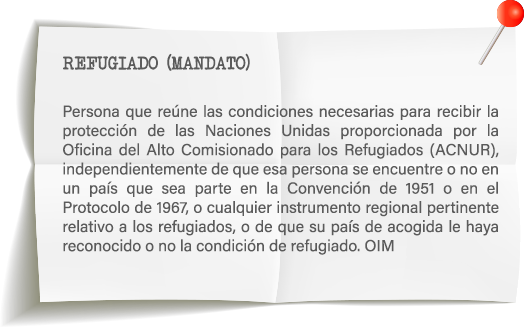 REFUGIADO (MANDATO)
Persona que reúne las condiciones necesarias para recibir la
protección de las Naciones Unidas proporcionada por la
Oficina del Alto Comisionado para los Refugiados (ACNUR),
independientemente de que esa persona se encuentre o no en
un país que sea parte en la Convención de 1951 o en el
Protocolo de 1967, o cualquier instrumento regional pertinente
relativo a los refugiados, o de que su país de acogida le haya
reconocido o no la condición de refugiado. OIM